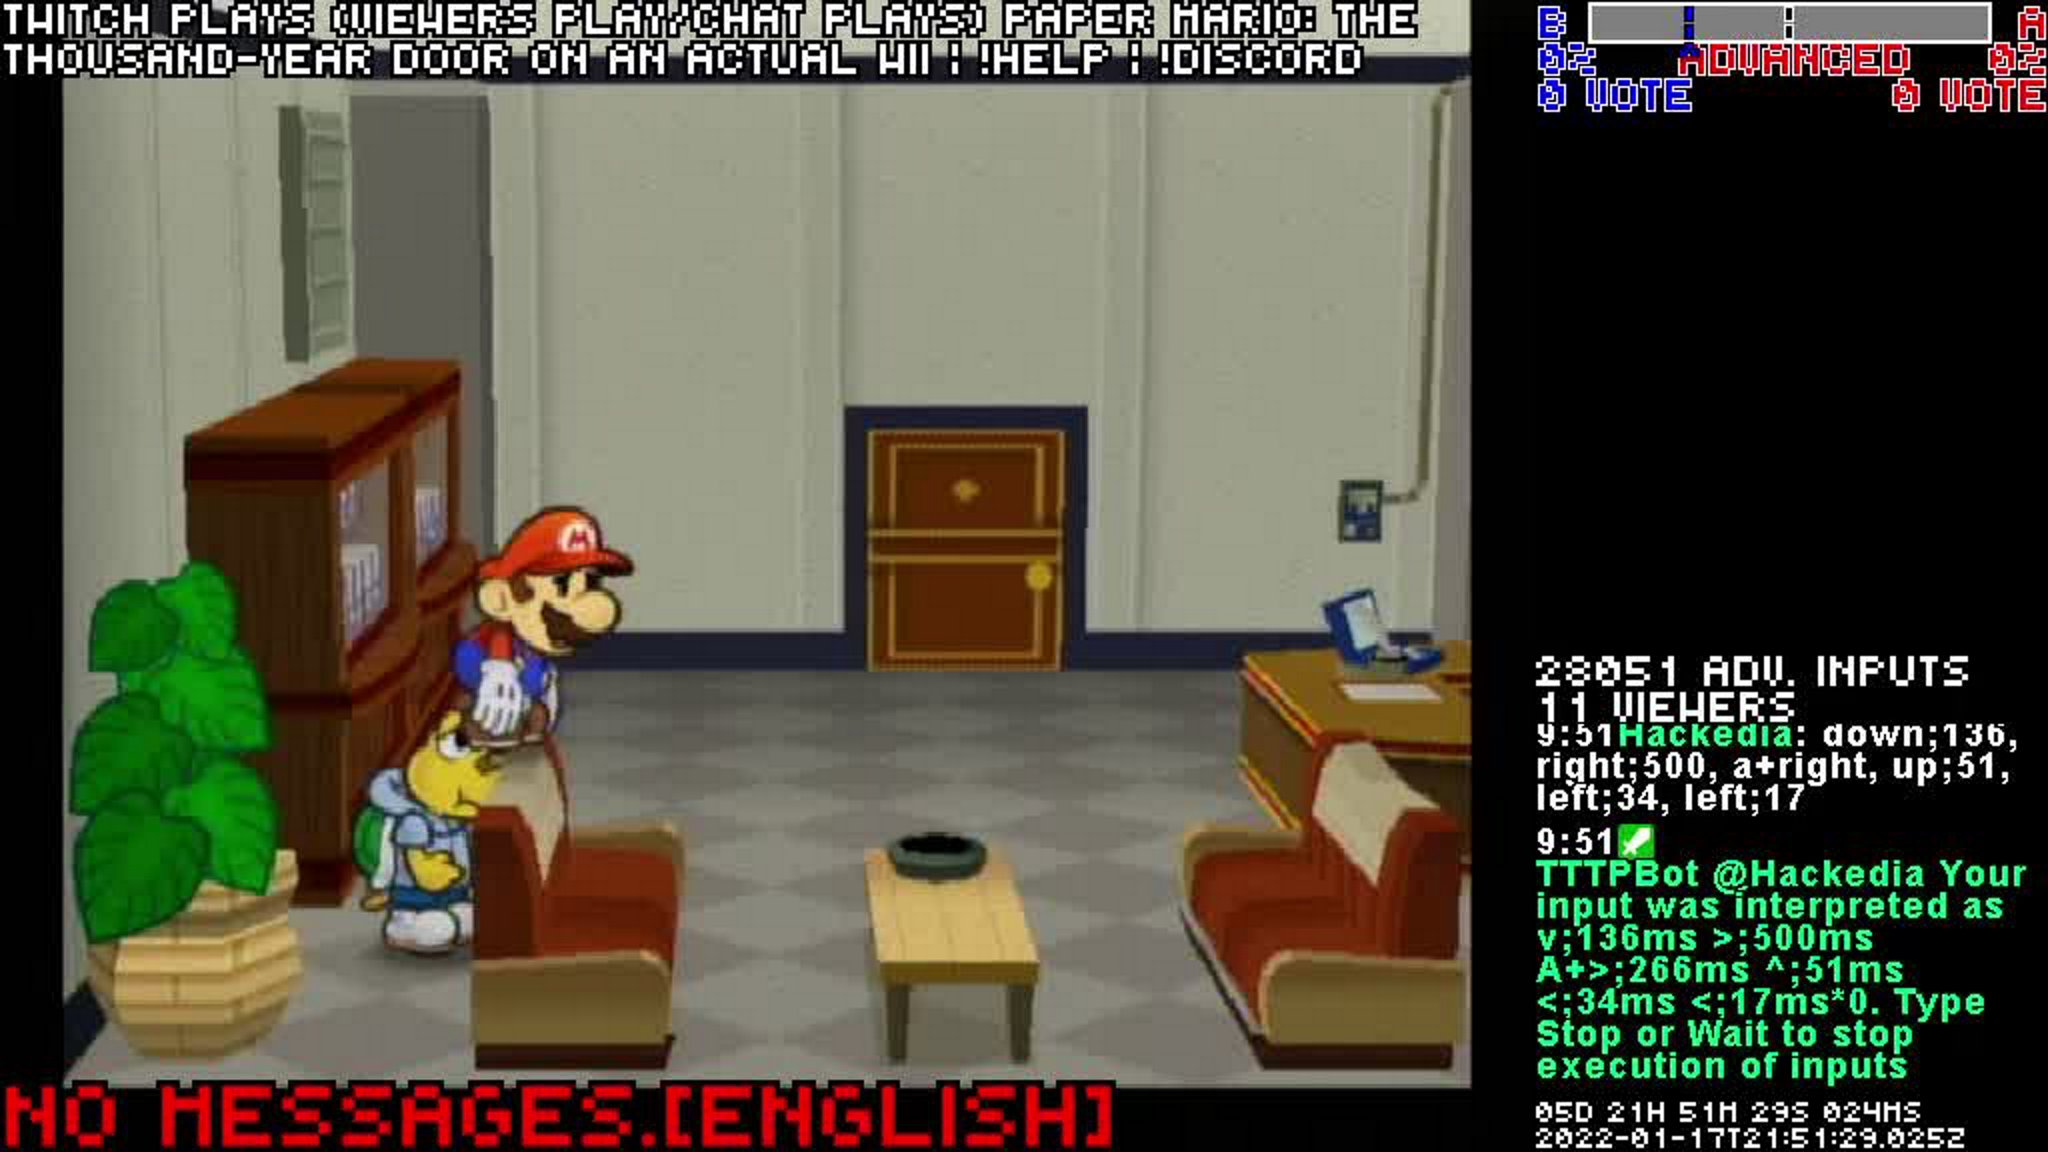 TWITCH PLAYS (VIEWERS PLAY/CHAT PLAYS) PAPER MARIO: THE
THOUSAND-YEAR DOOR ON AN ACTUAL WII ¦ !HELP ¦ !DISCORD
B A
0% ADVANCED 0%
0 VOTE 0 VOTE
M
28051 ADV. INPUTS
11 VIEWERS
9:51Hackedia: down;136,
right;500, a+right, up;51,
left;34, left;17
9:51
TTTPBot @Hackedia Your
input was interpreted as
v;136ms >;500ms
A+>;266ms ^;51ms
<;34ms <;17ms*0. Type
Stop or Wait to stop
execution of inputs
05D 21H 51M 29S 024MS
2022-01-17T21:51:29.025Z
NO MESSAGES.[ENGLISH]